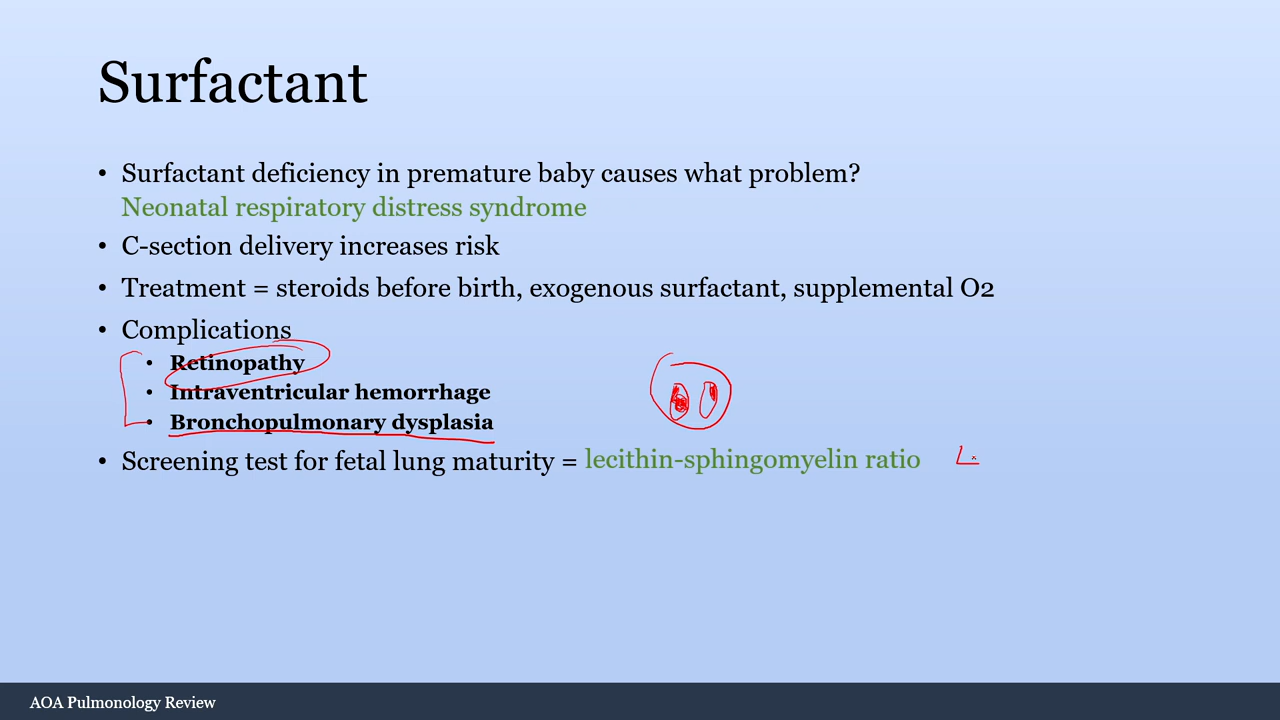 Surfactant
• Surfactant deficiency in premature baby causes what problem?
Neonatal respiratory distress syndrome
• C-section delivery increases risk
• Treatment = steroids before birth, exogenous surfactant, supplemental O2
• Complications
• Retinopathy
• Intraventricular hemorrhage
• Bronchopulmonary dysplasia
• Screening test for fetal lung maturity = lecithin-sphingomyelin ratio L
AOA Pulmonology Review